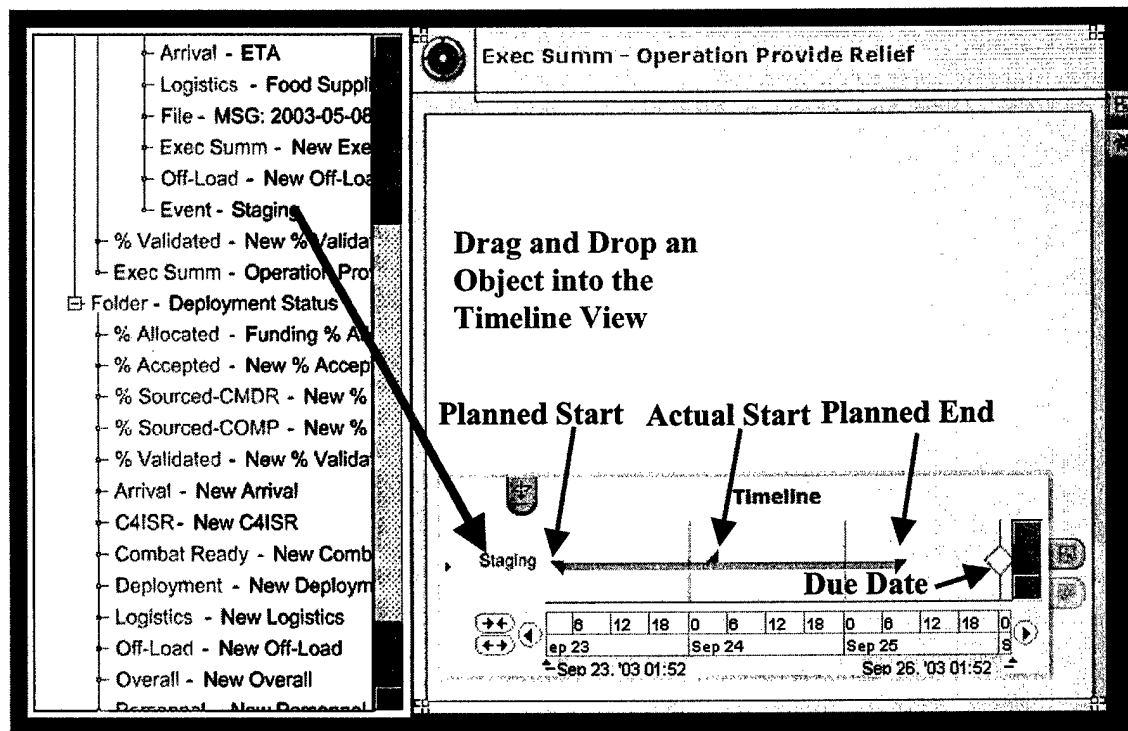 Arrival - ETA
Logistics - Food Suppli
File - MSG: 2003-05-08
Exec Summ - New Exe
Off-Load - New Off-Loa
Event - Staging
% Validated - New % Valida
Exec Summ - Operation Pro
Folder - Deployment Status
% Allocated - Funding % Al
% Accepted - New % Accep
% Sourced-CMDR - New %
% Sourced-COMP - New %
% Validated - New % Valida
Arrival - New Arrival
C4ISR - New C4ISR
Combat Ready - New Comb
Deployment - New Deploym
Logistics - New Logistics
Off-Load - New Off-Load
Overall - New Overall
Personnel - New Personnel
Exec Summ - Operation Provide Relief
Drag and Drop an
Object into the
Timeline View
Planned Start Actual Start Planned End
Timeline
Staging
Due Date
6 12 18 0 6 12 18 0 6 12 18 0
ep 23 Sep 24 Sep 25 S
Sep 23. '03 01:52 Sep 26. '03 01:52